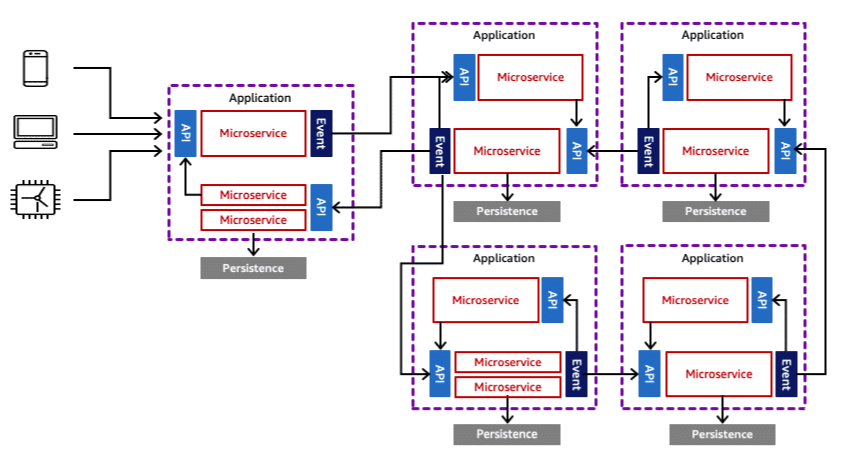 Application
API
Microservice
Event
Microservice
Microservice
API
Persistence
Application
API
Microservice
Event
Microservice
API
Persistence
Application
API
Microservice
Event
Microservice
API
Persistence
Application
Microservice
API
API
Microservice
Microservice
Event
Persistence
Application
Microservice
API
API
Microservice
Event
Persistence